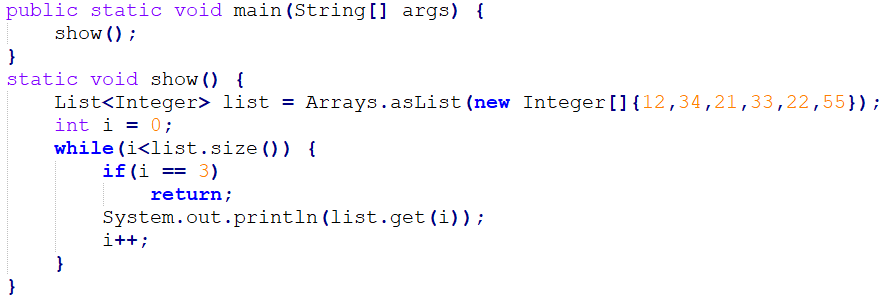 public static void main(String[] args) {
    show();
}
static void show() {
    List<Integer> list = Arrays.asList(new Integer[]{12,34,21,33,22,55});
    int i = 0;
    while(i<list.size()) {
        if(i == 3)
            return;
        System.out.println(list.get(i));
        i++;
    }
}